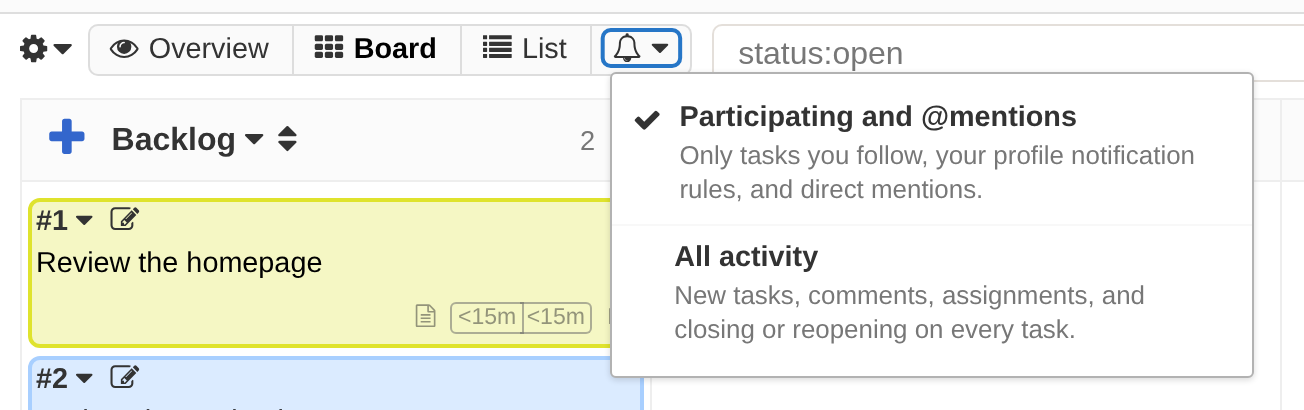 Overview
Board
List
status:open
Backlog
2
Participating and @mentions
Only tasks you follow, your profile notification
rules, and direct mentions.
All activity
New tasks, comments, assignments, and
closing or reopening on every task.
#1
Review the homepage
<15m <15m
#2